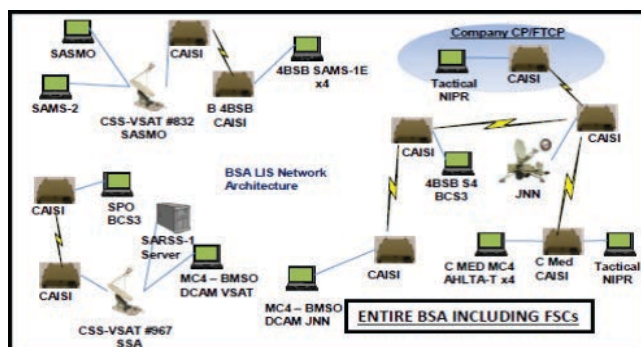 SASMO
CAISI
SAMS-2
CSS-VSAT #832
SASMO
B 4BSB
CAISI
4BSB SAMS-1E
x4
Company CP/FTCP
Tactical
NIPR
CAISI
CAISI
CAISI
4BSB S4
BCS3
JNN
BSA LIS Network
Architecture
CAISI
SPO
BCS3
SARSS-1
Server
CAISI
CSS-VSAT #967
SSA
MC4 – BMSO
DCAM VSAT
MC4 – BMSO
DCAM JNN
CAISI
C MED MC4
AHLTA-T x4
C Med
CAISI
Tactical
NIPR
ENTIRE BSA INCLUDING FSCs